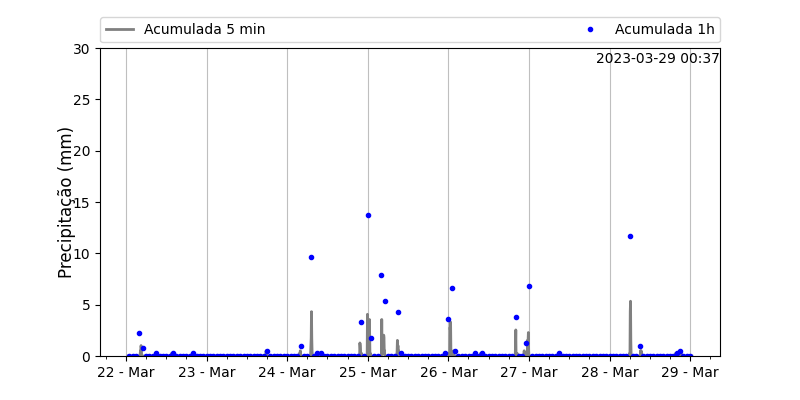 Acumulada 5 min
Acumulada 1h
2023-03-29 00:37
Precipitação (mm)
30
25
20
15
10
5
0
22 - Mar
23 - Mar
24 - Mar
25 - Mar
26 - Mar
27 - Mar
28 - Mar
29 - Mar